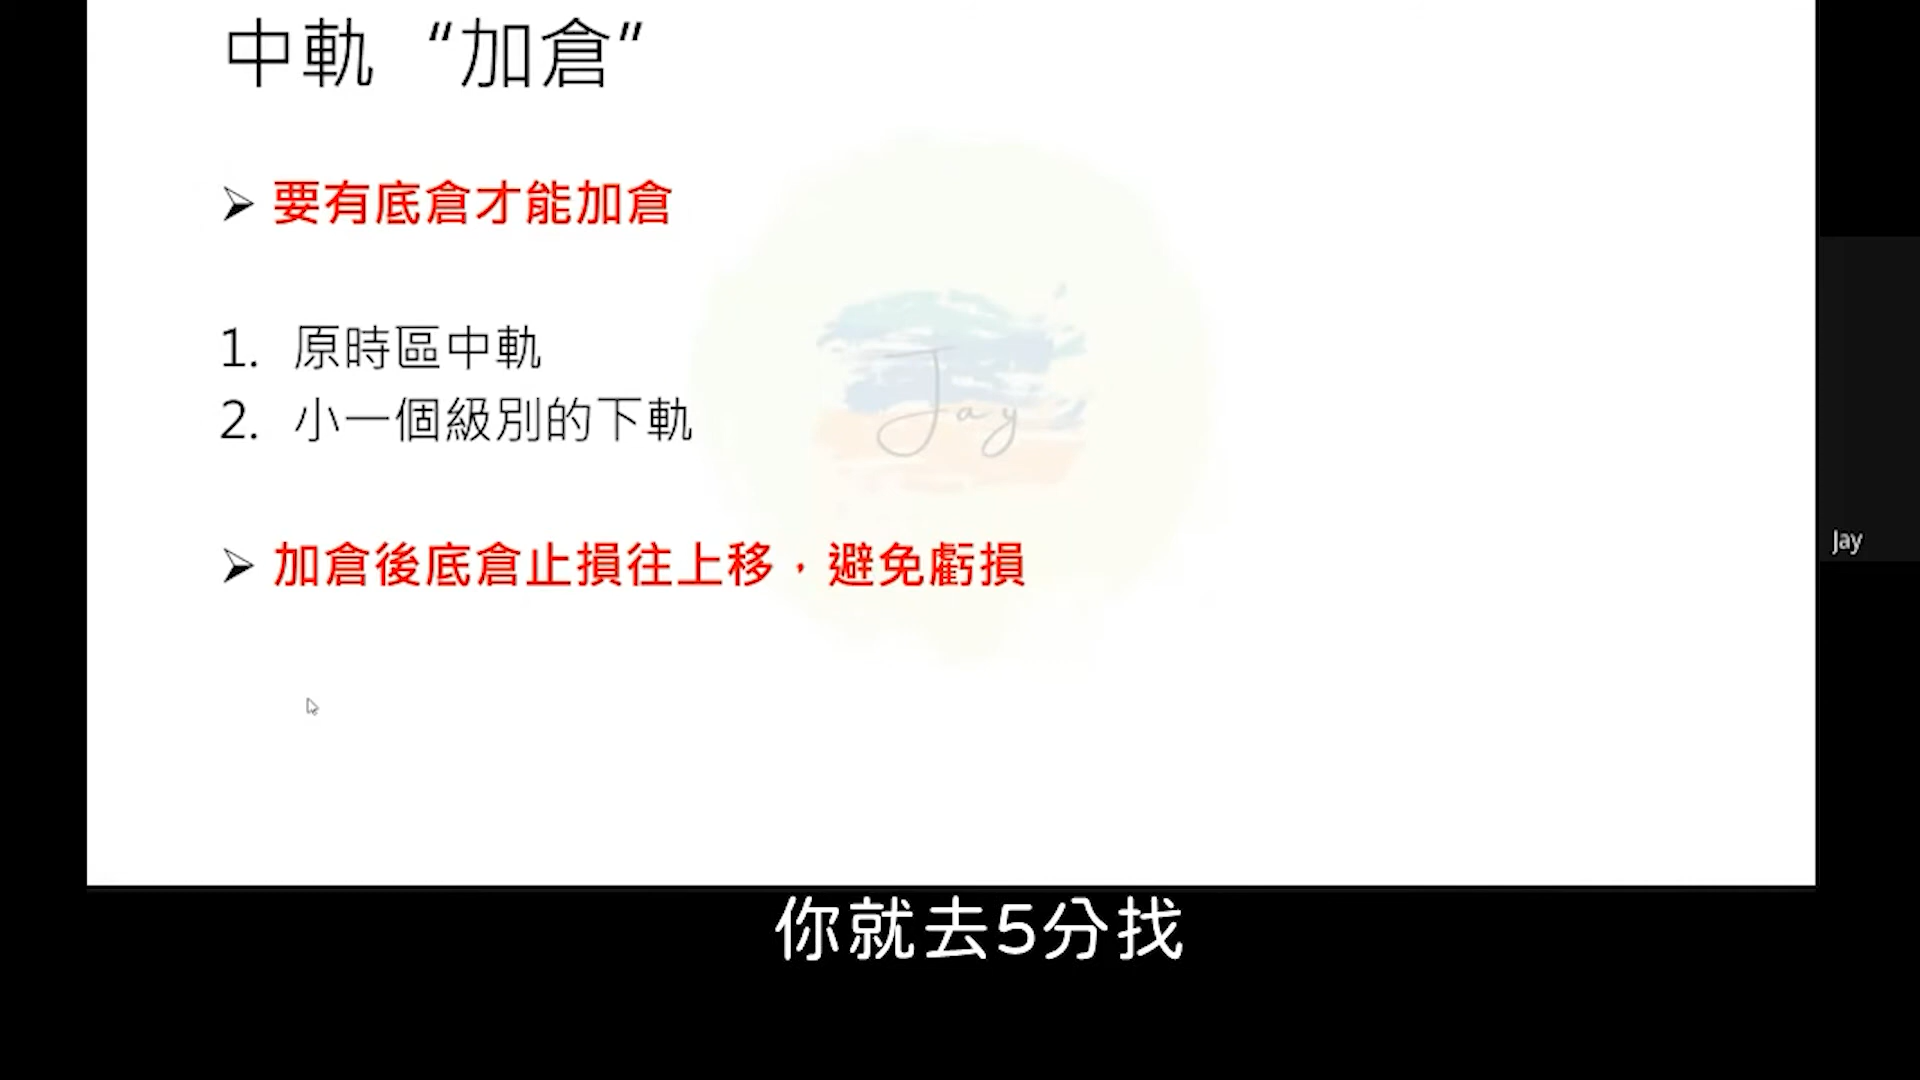 中軌 “加倉”
➢ 要有底倉才能加倉
1. 原時區中軌
2. 小一個級別的下軌
Jay
➢ 加倉後底倉止損往上移，避免虧損
Jay
你就去5分找